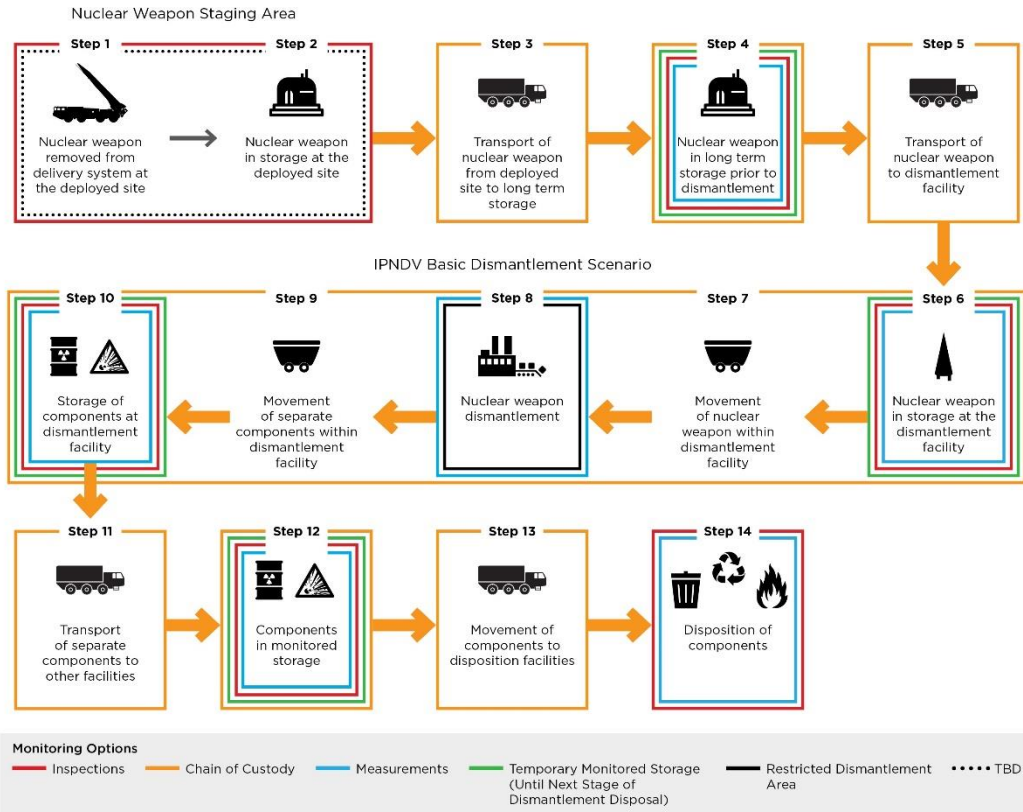 Nuclear Weapon Staging Area
Step 1
Nuclear weapon
removed from
delivery system at
the deployed site
Step 2
Nuclear weapon
in storage at the
deployed site
Step 3
Transport of
nuclear weapon
from deployed
site to long term
storage
Step 4
Nuclear weapon
in long term
storage prior to
dismantlement
Step 5
Transport of
nuclear weapon
to dismantlement
facility
IPNDV Basic Dismantlement Scenario
Step 10
Storage of
components at
dismantlement
facility
Step 9
Movement
of separate
components within
dismantlement
facility
Step 8
Nuclear weapon
dismantlement
Step 7
Movement
of nuclear
weapon within
dismantlement
facility
Step 6
Nuclear weapon
in storage at the
dismantlement
facility
Step 11
Transport
of separate
components to
other facilities
Step 12
Components
in monitored
storage
Step 13
Movement of
components to
disposition facilities
Step 14
Disposition of
components
Monitoring Options
Inspections
Chain of Custody
Measurements
Temporary Monitored Storage
(Until Next Stage of
Dismantlement Disposal)
Restricted Dismantlement
Area
TBD